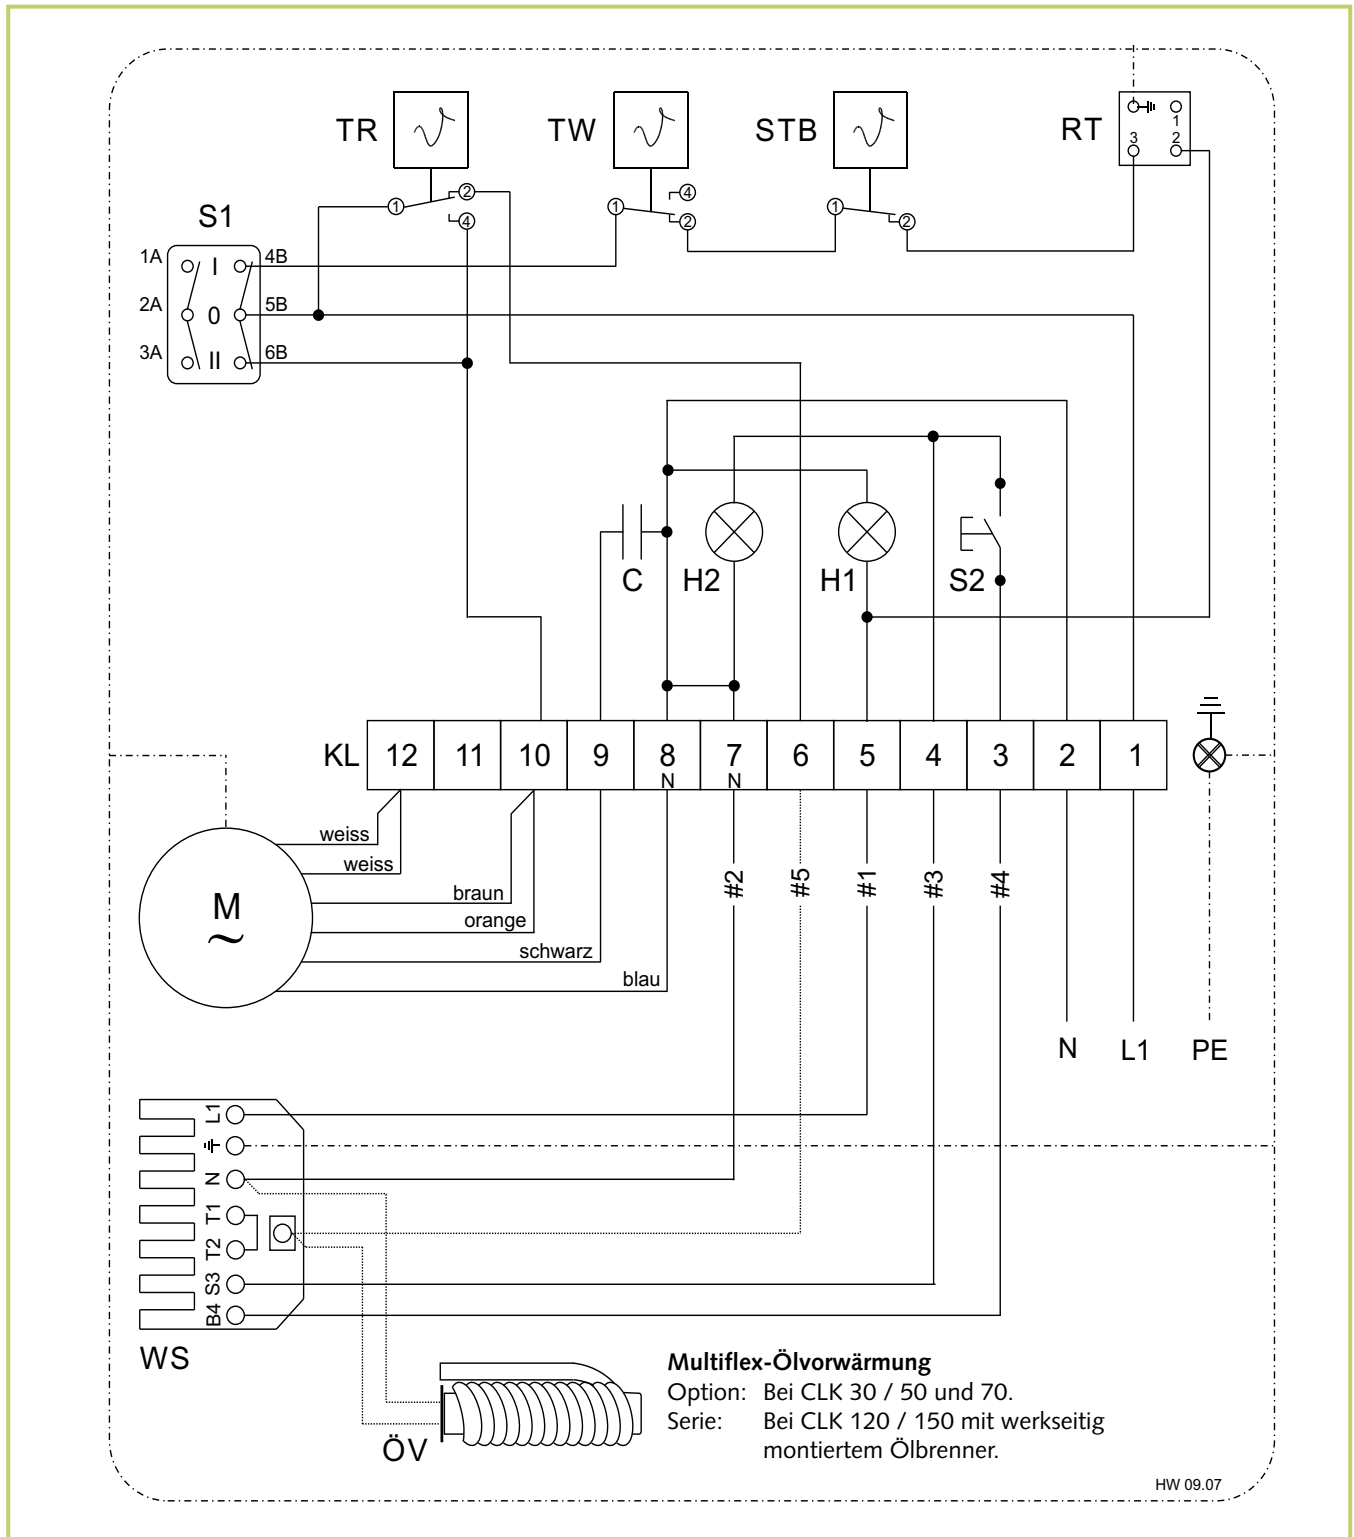 TR
TW
STB
RT
1
3
2
1
2
4
1
4
2
1
2
S1
1A
I
4B
2A
0
5B
3A
II
6B
C
H2
H1
S2
KL
12
11
10
9
8
N
7
N
6
5
4
3
2
1
weiss
weiss
braun
orange
schwarz
blau
M
~
#2
#5
#1
#3
#4
N
L1
PE
L1
N
T1
T2
S3
B4
WS
ÖV
Multiflex-Ölvorwärmung
Option: Bei CLK 30 / 50 und 70.
Serie: Bei CLK 120 / 150 mit werkseitig
montiertem Ölbrenner.
HW 09.07